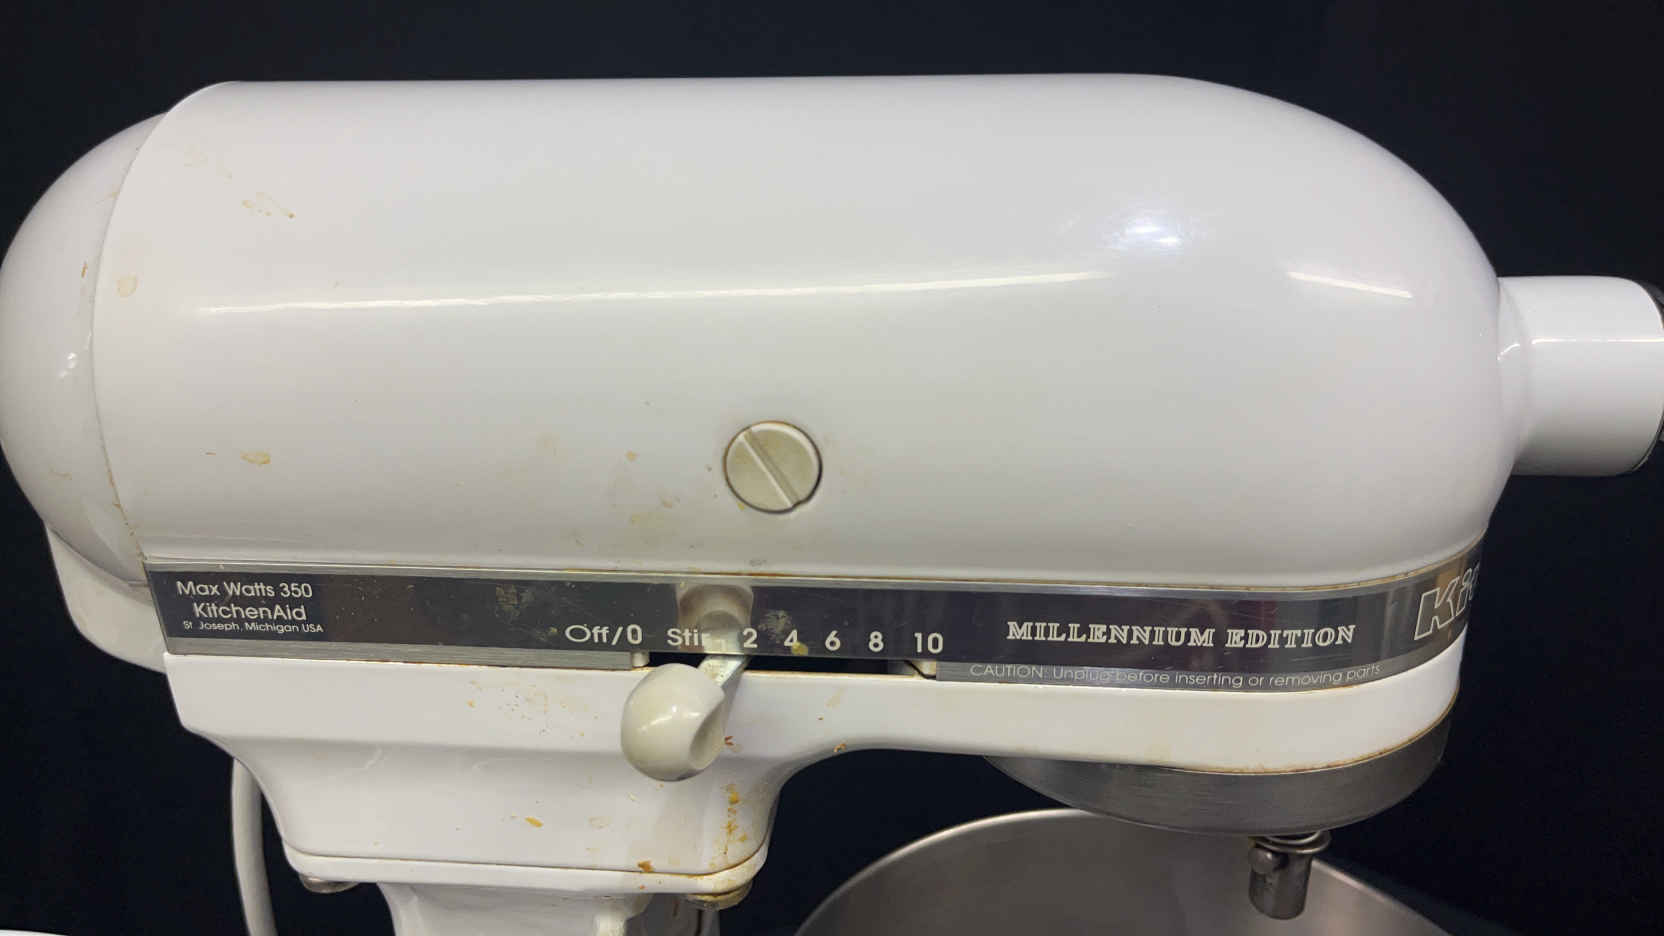 Max Watts 350
KitchenAid
St. Joseph, Michigan USA
Off/0 Stir 2 4 6 8 10
MILLENNIUM EDITION
CAUTION: Unplug before inserting or removing parts
Ki